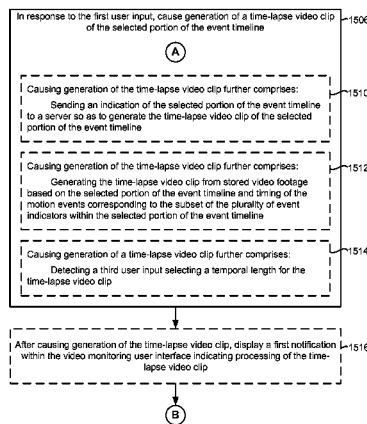 In response to the first user input, cause generation of a time-lapse video clip
of the selected portion of the event timeline
1506
A
Causing generation of the time-lapse video clip further comprises:
Sending an indication of the selected portion of the event timeline
to a server so as to generate the time-lapse video clip of the selected
portion of the event timeline
1510
Causing generation of the time-lapse video clip further comprises:
Generating the time-lapse video clip from stored video footage
based on the selected portion of the event timeline and timing of the
motion events corresponding to the subset of the plurality of event
indicators within the selected portion of the event timeline
1512
Causing generation of a time-lapse video clip further comprises:
Detecting a third user input selecting a temporal length for the
time-lapse video clip
1514
After causing generation of the time-lapse video clip, display a first notification
within the video monitoring user interface indicating processing of the time-
lapse video clip
1516
B